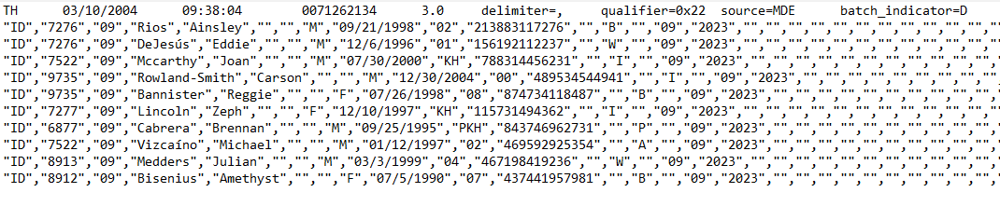 TH 03/10/2004 09:38:04 0071262134 3.0 delimiter=, qualifier=0x22 source=MDE batch_indicator=D
"ID","7276","09","Rios","Ainsley","","","M","09/21/1998","02","213883117276","","B","","09","2023","","","","","","","","","","","","",
"ID","7276","09","DeJesús","Eddie","","","M","12/6/1996","01","156192112237","","W","","09","2023","","","","","","","","","","","","",
"ID","7522","09","Mccarthy","Joan","","","M","07/30/2000","KH","788314456231","","I","","09","2023","","","","","","","","","","","","",
"ID","9735","09","Rowland-Smith","Carson","","","M","12/30/2004","00","489534544941","","I","","09","2023","","","","","","","","","","",
"ID","9735","09","Bannister","Reggie","","","F","07/26/1998","08","874734118487","","B","","09","2023","","","","","","","","","","","",
"ID","7277","09","Lincoln","Zeph","","","F","12/10/1997","KH","115731494362","","I","","09","2023","","","","","","","","","","","","",
"ID","6877","09","Cabrera","Brennan","","","M","09/25/1995","PKH","843746962731","","P","","09","2023","","","","","","","","","","","",
"ID","7522","09","Vizcaíno","Michael","","","M","01/12/1997","02","469592925354","","A","","09","2023","","","","","","","","","","","",
"ID","8913","09","Medders","Julian","","","M","03/3/1999","04","467198419236","","W","","09","2023","","","","","","","","","","","","",
"ID","8912","09","Bisenius","Amethyst","","","F","07/5/1990","07","437441957981","","B","","09","2023","","","","","","","","","","","",